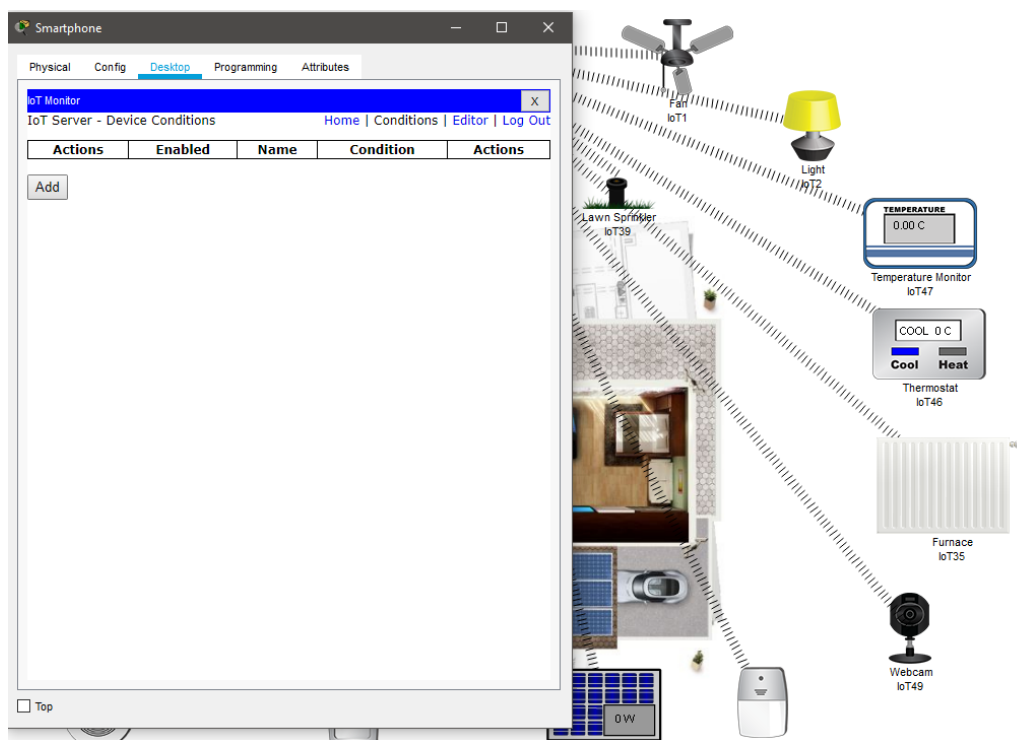 Smartphone
Physical Config Desktop Programming Attributes
IoT Monitor X
IoT Server - Device Conditions Home | Conditions | Editor | Log Out
Actions Enabled Name Condition Actions
Add
Top
Fan
IoT1
Light
IoT2
Lawn Sprinkler
IoT39
TEMPERATURE
0.00 C
Temperature Monitor
IoT47
COOL 0 C
Cool Heat
Thermostat
IoT46
Furnace
IoT35
Webcam
IoT49
0 W